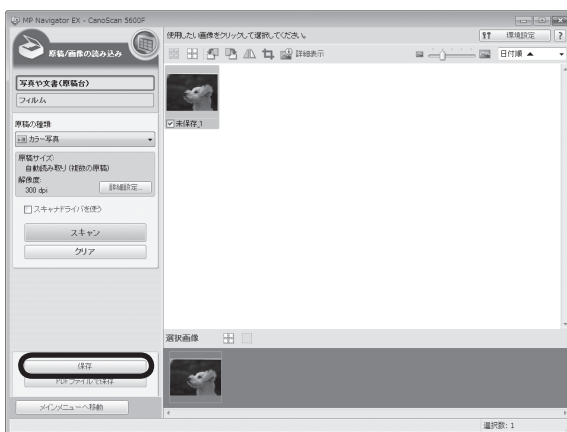 MP Navigator EX - CanoScan 5600F
原稿/画像の読み込み
使用したい画像をクリックして選択してください。
環境設定
?
詳細表示
日付順 ▲
写真や文書(原稿台)
フィルム
原稿の種類:
カラー写真
原稿サイズ:
自動読み取り(複数の原稿)
解像度:
300 dpi
詳細設定...
スキャナドライバを使う
スキャン
クリア
未保存_1
選択画像
保存
PDFファイルで保存
メインメニューへ移動
選択数: 1